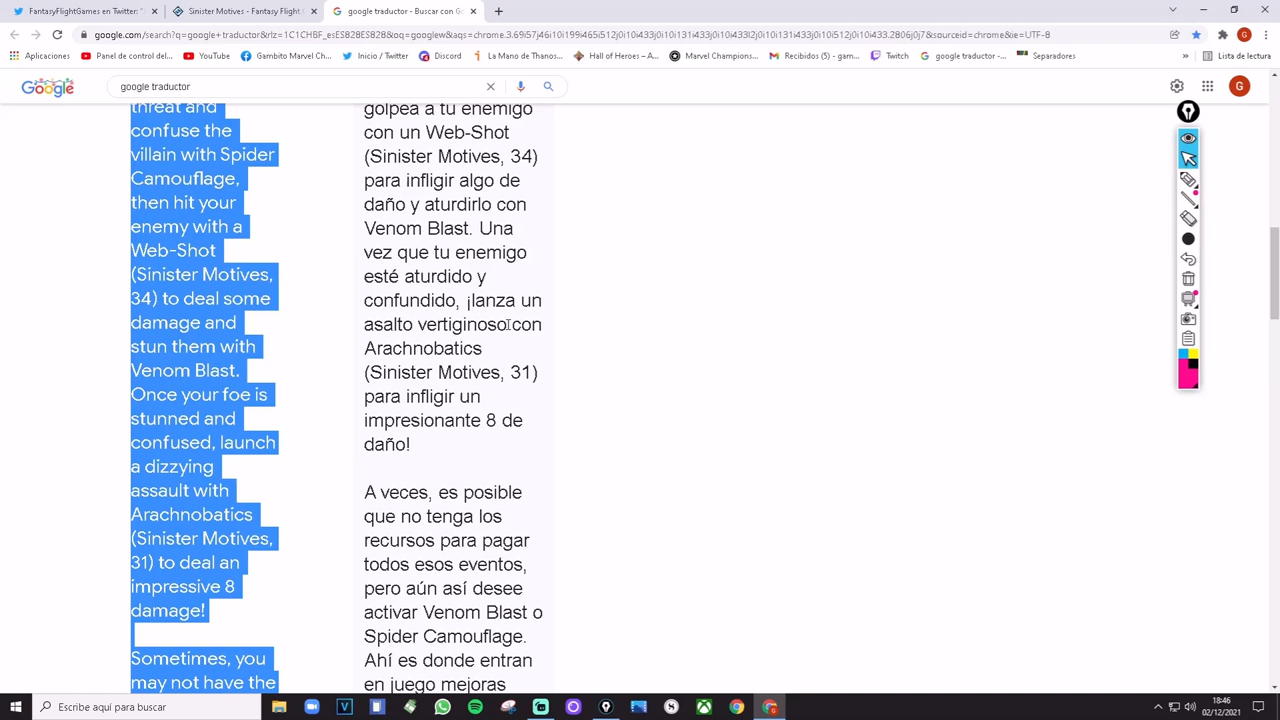 FantasyFlightGames en Twitter: "
Sinister Motives - Fantasy Flight G
google traductor - Buscar con Go
google.com/search?q=google+traductor&rlz=1C1CHBF_esES828ES828&oq=googlew&aqs=chrome.3.69i57j46i10i199i465i512j0i10i433j0i10i131i433j0i10i433l2j0i10i131i433j0i10i512j0i10i433.2806j0j7&sourceid=chrome&ie=UTF-8
Aplicaciones
Panel de control del...
YouTube
Gambito Marvel Ch...
Inicio / Twitter
Discord
La Mano de Thanos...
Hall of Heroes – A...
Marvel Champions...
Recibidos (5) - gam...
Twitch
google traductor -...
Separadores
»
Lista de lectura
Google
google traductor
G
threat and
confuse the
villain with Spider
Camouflage,
then hit your
enemy with a
Web-Shot
(Sinister Motives,
34) to deal some
damage and
stun them with
Venom Blast.
Once your foe is
stunned and
confused, launch
a dizzying
assault with
Arachnobatics
(Sinister Motives,
31) to deal an
impressive 8
damage!
Sometimes, you
may not have the
golpea a tu enemigo
con un Web-Shot
(Sinister Motives, 34)
para infligir algo de
daño y aturdirlo con
Venom Blast. Una
vez que tu enemigo
esté aturdido y
confundido, ¡lanza un
asalto vertiginoso con
Arachnobatics
(Sinister Motives, 31)
para infligir un
impresionante 8 de
daño!
A veces, es posible
que no tenga los
recursos para pagar
todos esos eventos,
pero aún así desee
activar Venom Blast o
Spider Camouflage.
Ahí es donde entran
en juego mejoras
Escribe aquí para buscar
18:46
02/12/2021